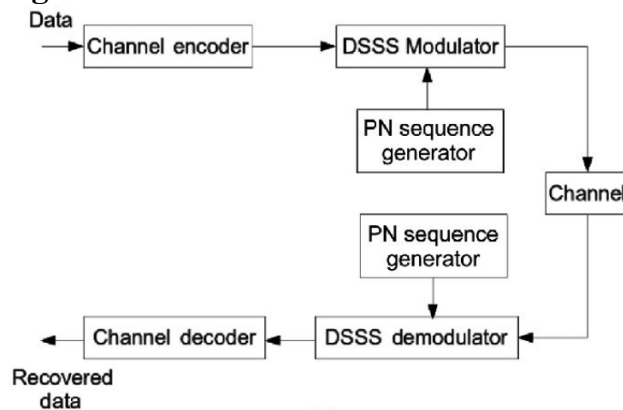 Data
Channel encoder
DSSS Modulator
PN sequence
generator
Channel
PN sequence
generator
Channel decoder
DSSS demodulator
Recovered
data